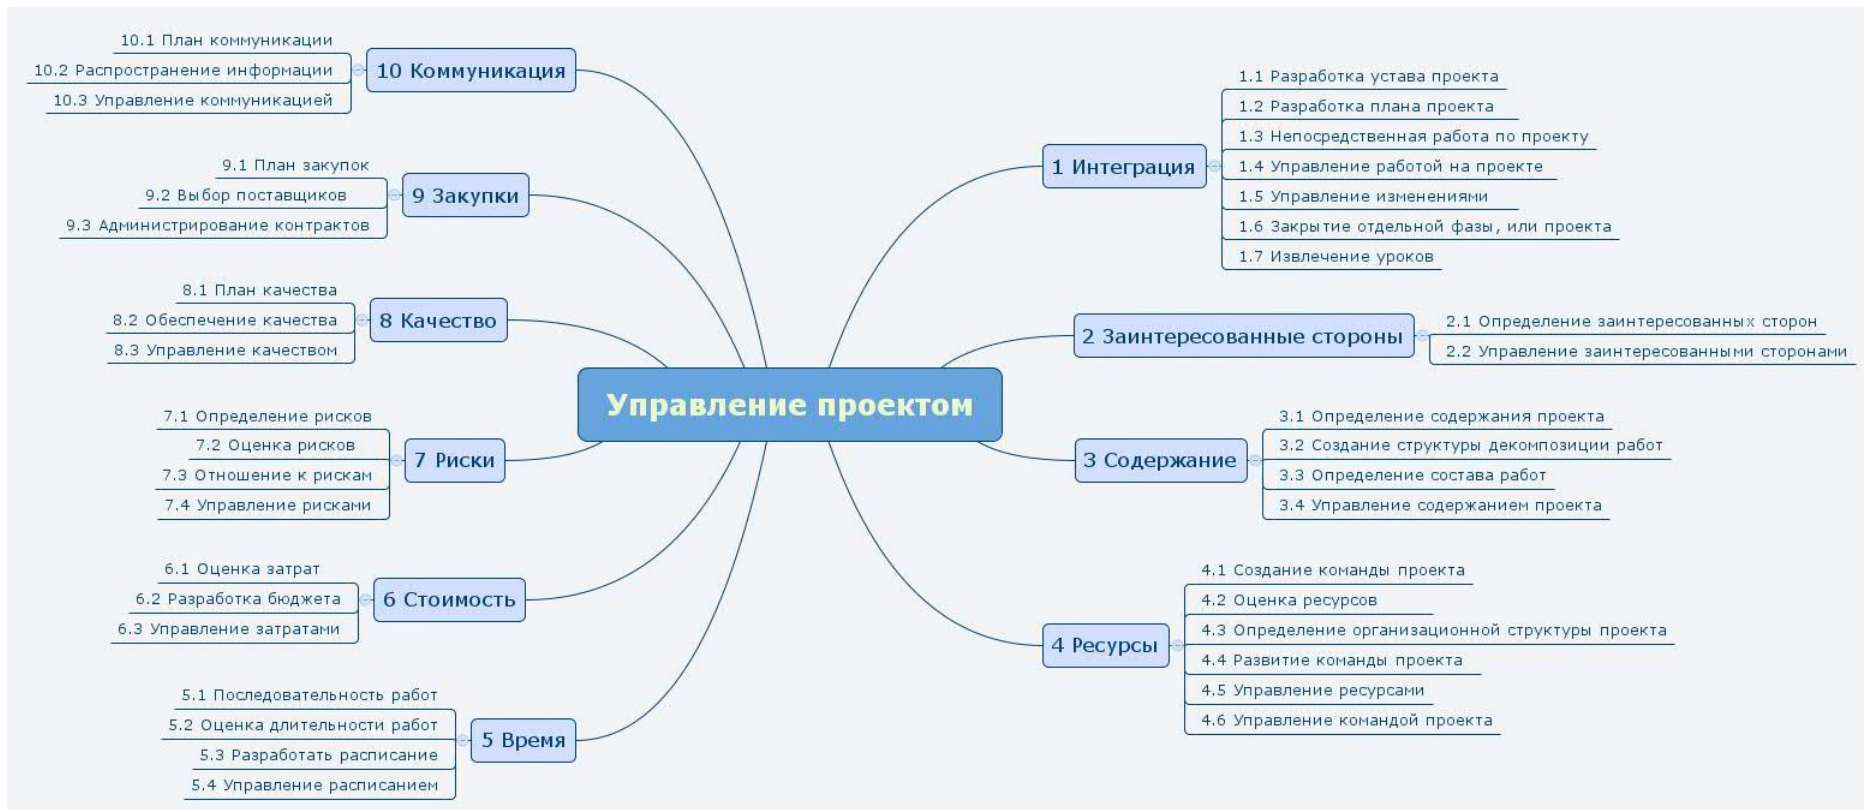 Управление проектом
1 Интеграция
1.1 Разработка устава проекта
1.2 Разработка плана проекта
1.3 Непосредственная работа по проекту
1.4 Управление работой на проекте
1.5 Управление изменениями
1.6 Закрытие отдельной фазы, или проекта
1.7 Извлечение уроков
2 Заинтересованные стороны
2.1 Определение заинтересованных сторон
2.2 Управление заинтересованными сторонами
3 Содержание
3.1 Определение содержания проекта
3.2 Создание структуры декомпозиции работ
3.3 Определение состава работ
3.4 Управление содержанием проекта
4 Ресурсы
4.1 Создание команды проекта
4.2 Оценка ресурсов
4.3 Определение организационной структуры проекта
4.4 Развитие команды проекта
4.5 Управление ресурсами
4.6 Управление командой проекта
5 Время
5.1 Последовательность работ
5.2 Оценка длительности работ
5.3 Разработать расписание
5.4 Управление расписанием
6 Стоимость
6.1 Оценка затрат
6.2 Разработка бюджета
6.3 Управление затратами
7 Риски
7.1 Определение рисков
7.2 Оценка рисков
7.3 Отношение к рискам
7.4 Управление рисками
8 Качество
8.1 План качества
8.2 Обеспечение качества
8.3 Управление качеством
9 Закупки
9.1 План закупок
9.2 Выбор поставщиков
9.3 Администрирование контрактов
10 Коммуникация
10.1 План коммуникации
10.2 Распространение информации
10.3 Управление коммуникацией